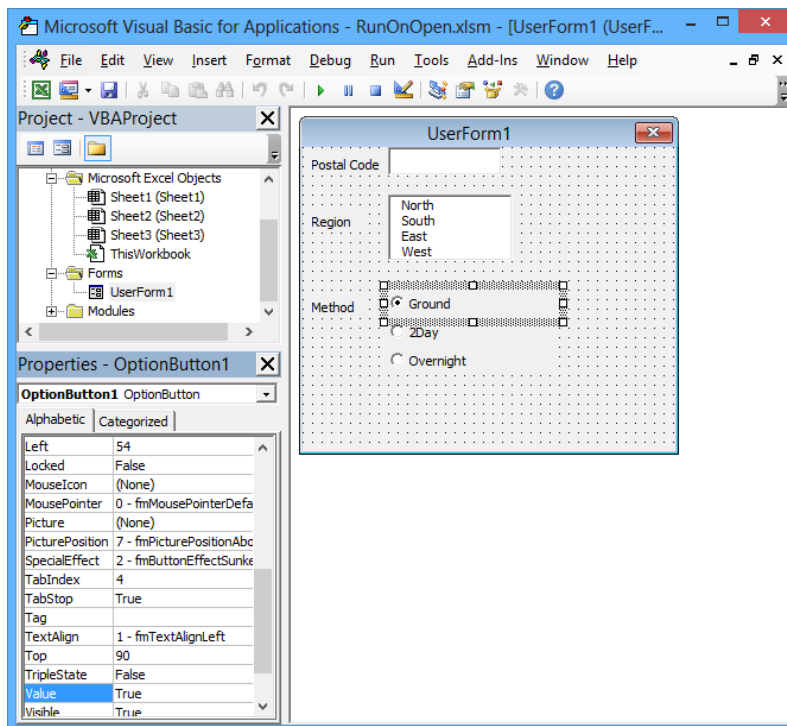 Microsoft Visual Basic for Applications - RunOnOpen.xlsm - [UserForm1 (UserF...
File Edit View Insert Format Debug Run Tools Add-Ins Window Help
Project - VBAProject
Microsoft Excel Objects
Sheet1 (Sheet1)
Sheet2 (Sheet2)
Sheet3 (Sheet3)
ThisWorkbook
Forms
UserForm1
Modules
Properties - OptionButton1
OptionButton1 OptionButton
Alphabetic Categorized
Left 54
Locked False
MouseIcon (None)
MousePointer 0 - fmMousePointerDefa
Picture (None)
PicturePosition 7 - fmPicturePositionAbo
SpecialEffect 2 - fmButtonEffectSunke
TabIndex 4
TabStop True
Tag
TextAlign 1 - fmTextAlignLeft
Top 90
TripleState False
Value True
Visible True
UserForm1
Postal Code
Region
North
South
East
West
Method
Ground
2Day
Overnight